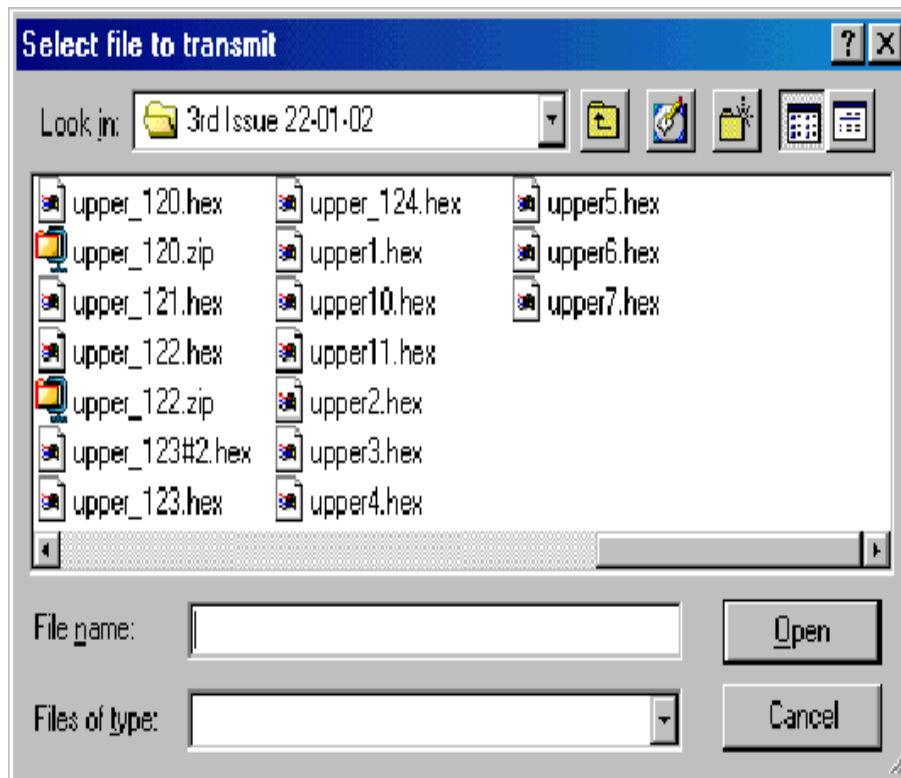 Select file to transmit
Look in: 3rd Issue 22-01-02
upper_120.hex
upper_120.zip
upper_121.hex
upper_122.hex
upper_122.zip
upper_123#2.hex
upper_123.hex
upper_124.hex
upper1.hex
upper10.hex
upper11.hex
upper2.hex
upper3.hex
upper4.hex
upper5.hex
upper6.hex
upper7.hex
File name:
Open
Files of type:
Cancel